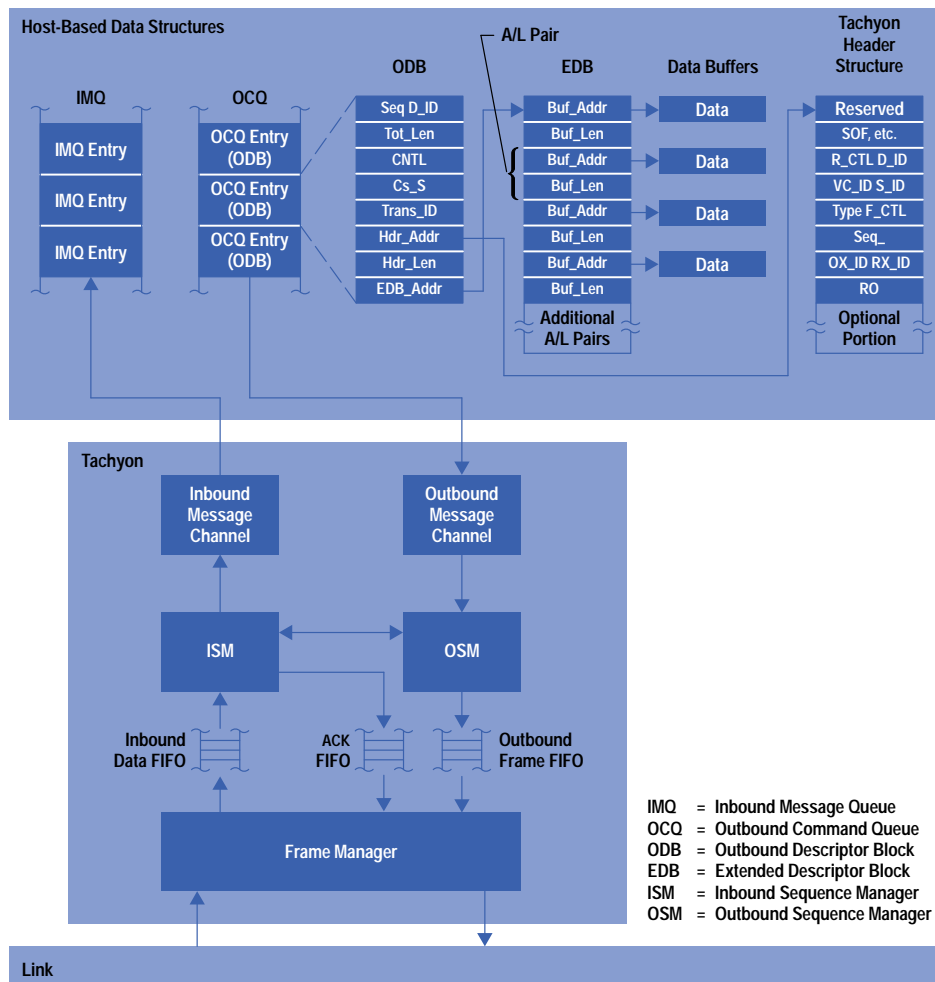 Host-Based Data Structures
A/L Pair
Tachyon
Header
Structure
IMQ
OCQ
ODB
EDB
Data Buffers
IMQ Entry
IMQ Entry
IMQ Entry
OCQ Entry
(ODB)
OCQ Entry
(ODB)
OCQ Entry
(ODB)
Seq D_ID
Tot_Len
CNTL
Cs_S
Trans_ID
Hdr_Addr
Hdr_Len
EDB_Addr
Buf_Addr
Buf_Len
Buf_Addr
Buf_Len
Buf_Addr
Buf_Len
Buf_Addr
Buf_Len
Additional
A/L Pairs
Data
Data
Data
Data
Reserved
SOF, etc.
R_CTL D_ID
VC_ID S_ID
Type F_CTL
Seq_
OX_ID RX_ID
RO
Optional
Portion
Tachyon
Inbound
Message
Channel
Outbound
Message
Channel
ISM
OSM
Inbound
Data FIFO
ACK
FIFO
Outbound
Frame FIFO
Frame Manager
IMQ = Inbound Message Queue
OCQ = Outbound Command Queue
ODB = Outbound Descriptor Block
EDB = Extended Descriptor Block
ISM = Inbound Sequence Manager
OSM = Outbound Sequence Manager
Link